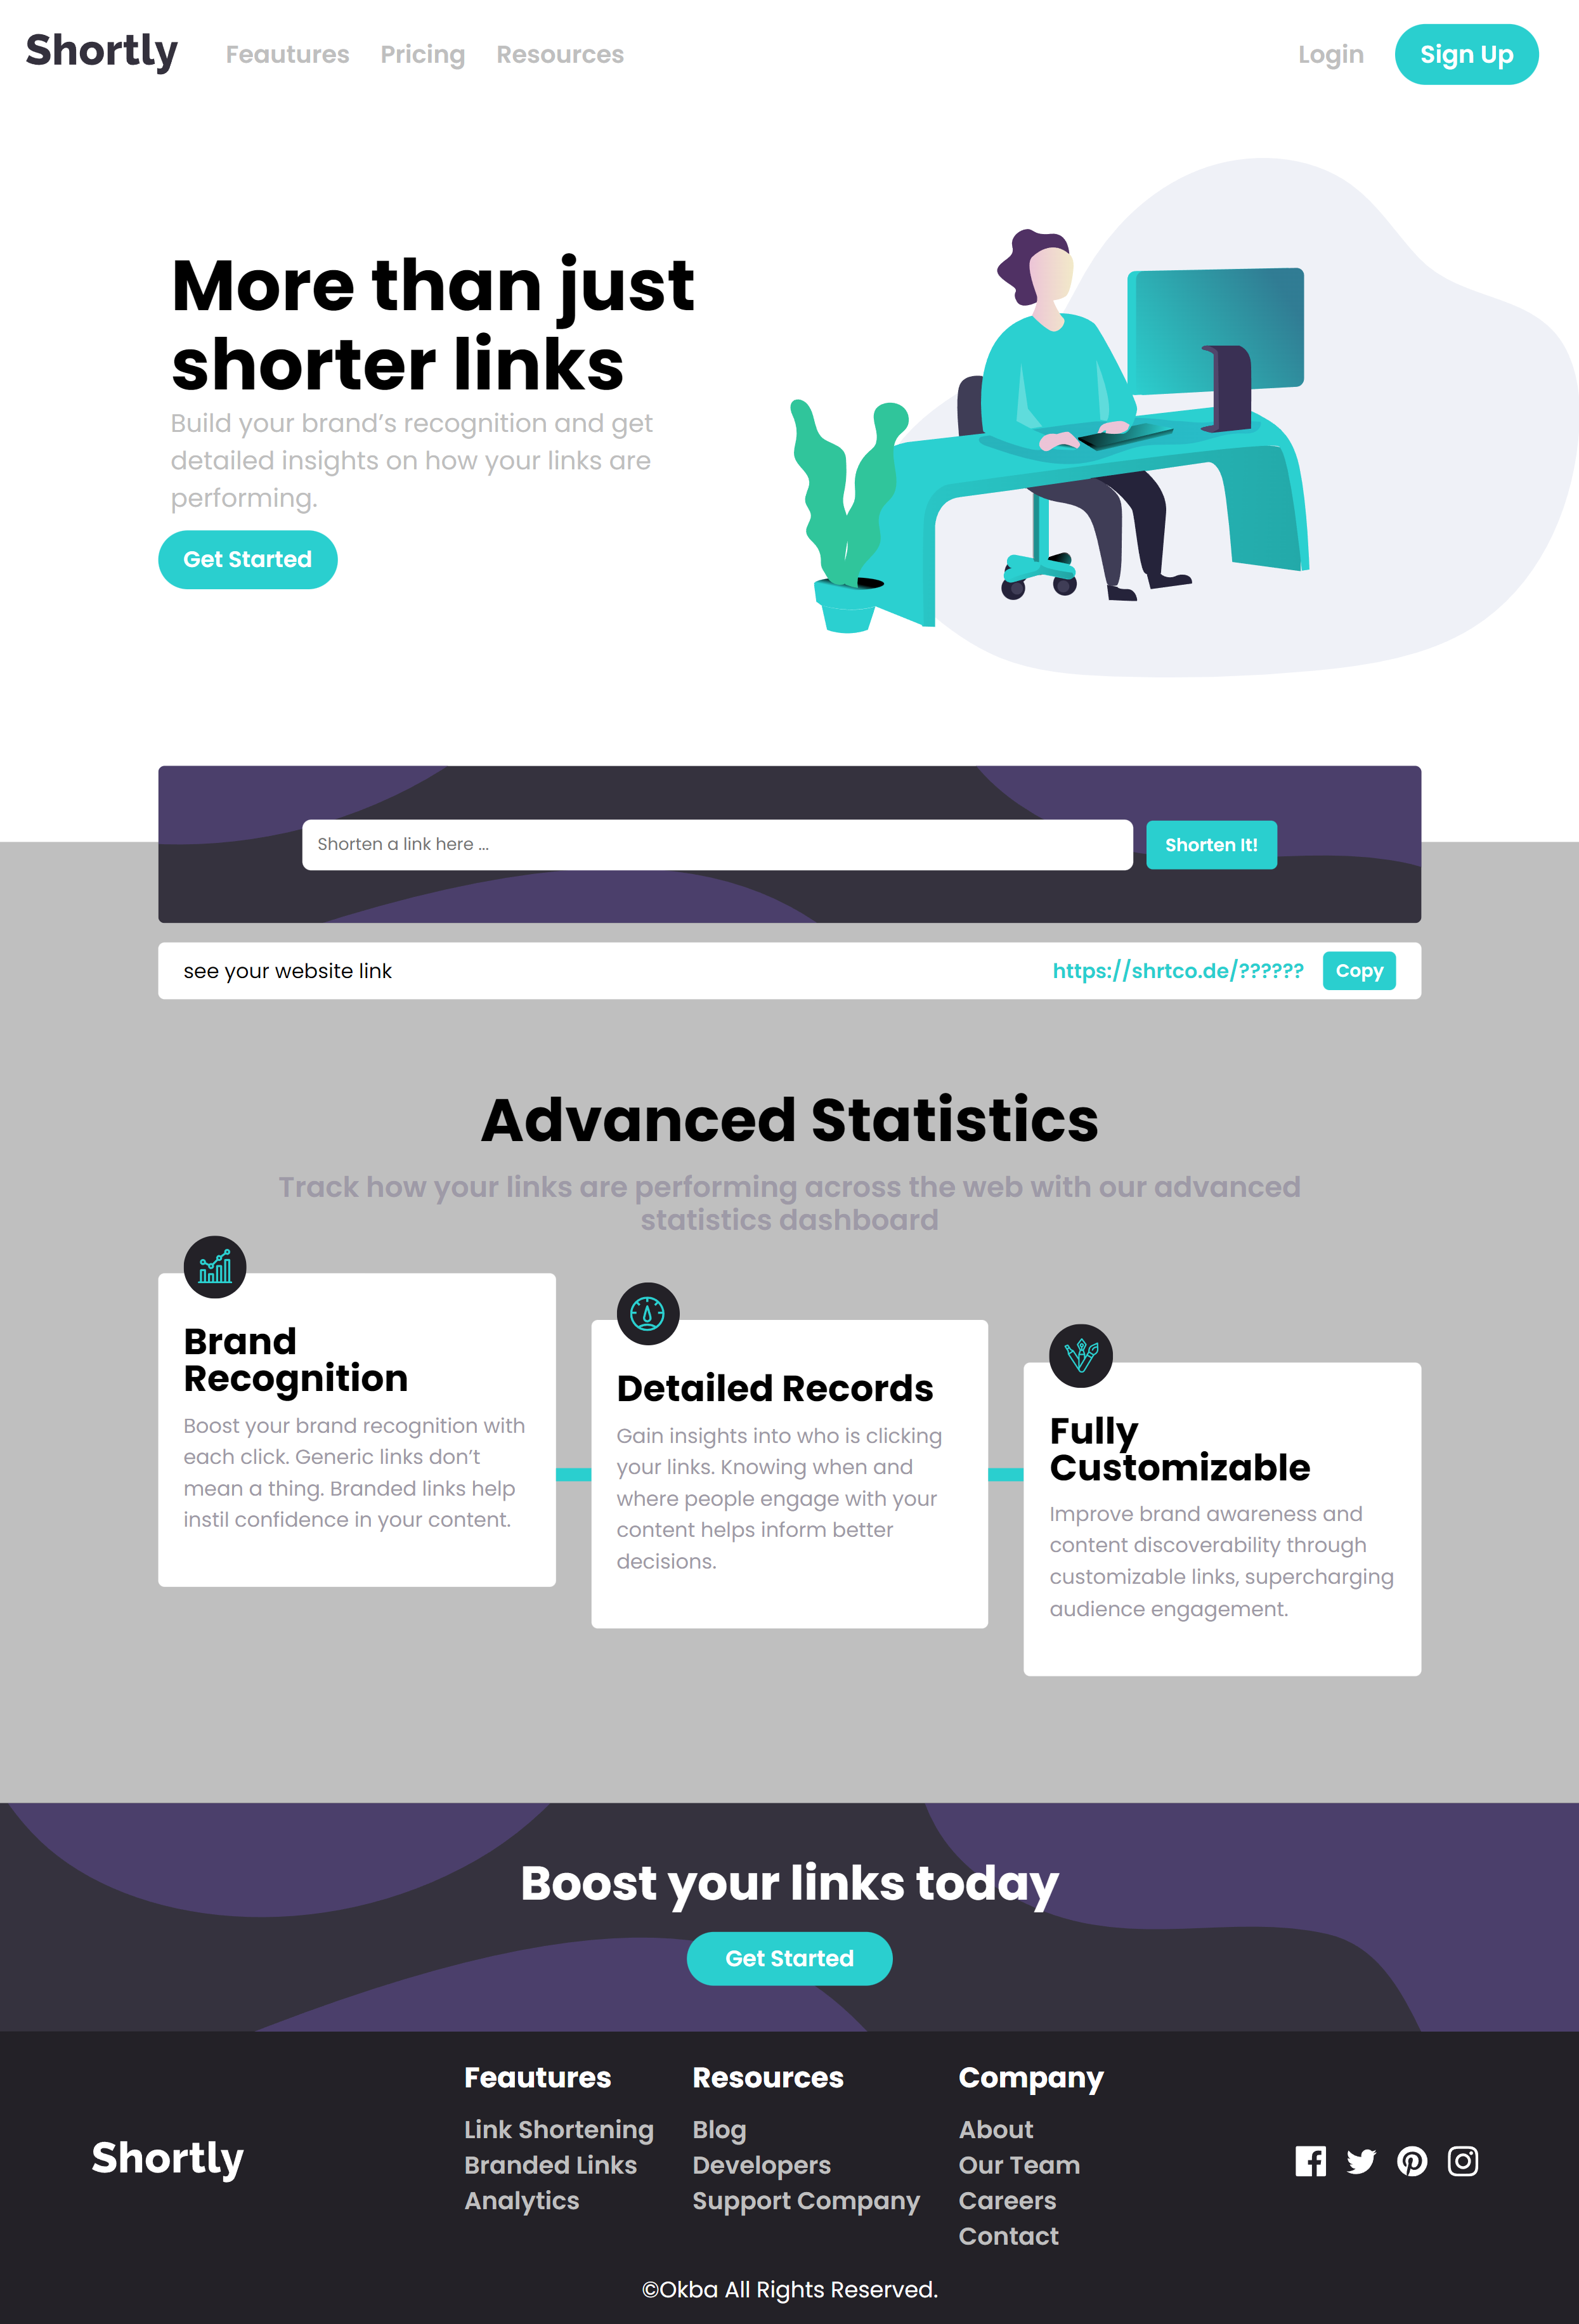 Shortly
Feautures
Pricing
Resources
Login
Sign Up
More than just
shorter links
Build your brand’s recognition and get
detailed insights on how your links are
performing.
Get Started
Shorten a link here ...
Shorten It!
see your website link
https://shrtco.de/??????
Copy
Advanced Statistics
Track how your links are performing across the web with our advanced
statistics dashboard
Brand
Recognition
Boost your brand recognition with
each click. Generic links don’t
mean a thing. Branded links help
instil confidence in your content.
Detailed Records
Gain insights into who is clicking
your links. Knowing when and
where people engage with your
content helps inform better
decisions.
Fully
Customizable
Improve brand awareness and
content discoverability through
customizable links, supercharging
audience engagement.
Boost your links today
Get Started
Shortly
Feautures
Link Shortening
Branded Links
Analytics
Resources
Blog
Developers
Support Company
Company
About
Our Team
Careers
Contact
©Okba All Rights Reserved.